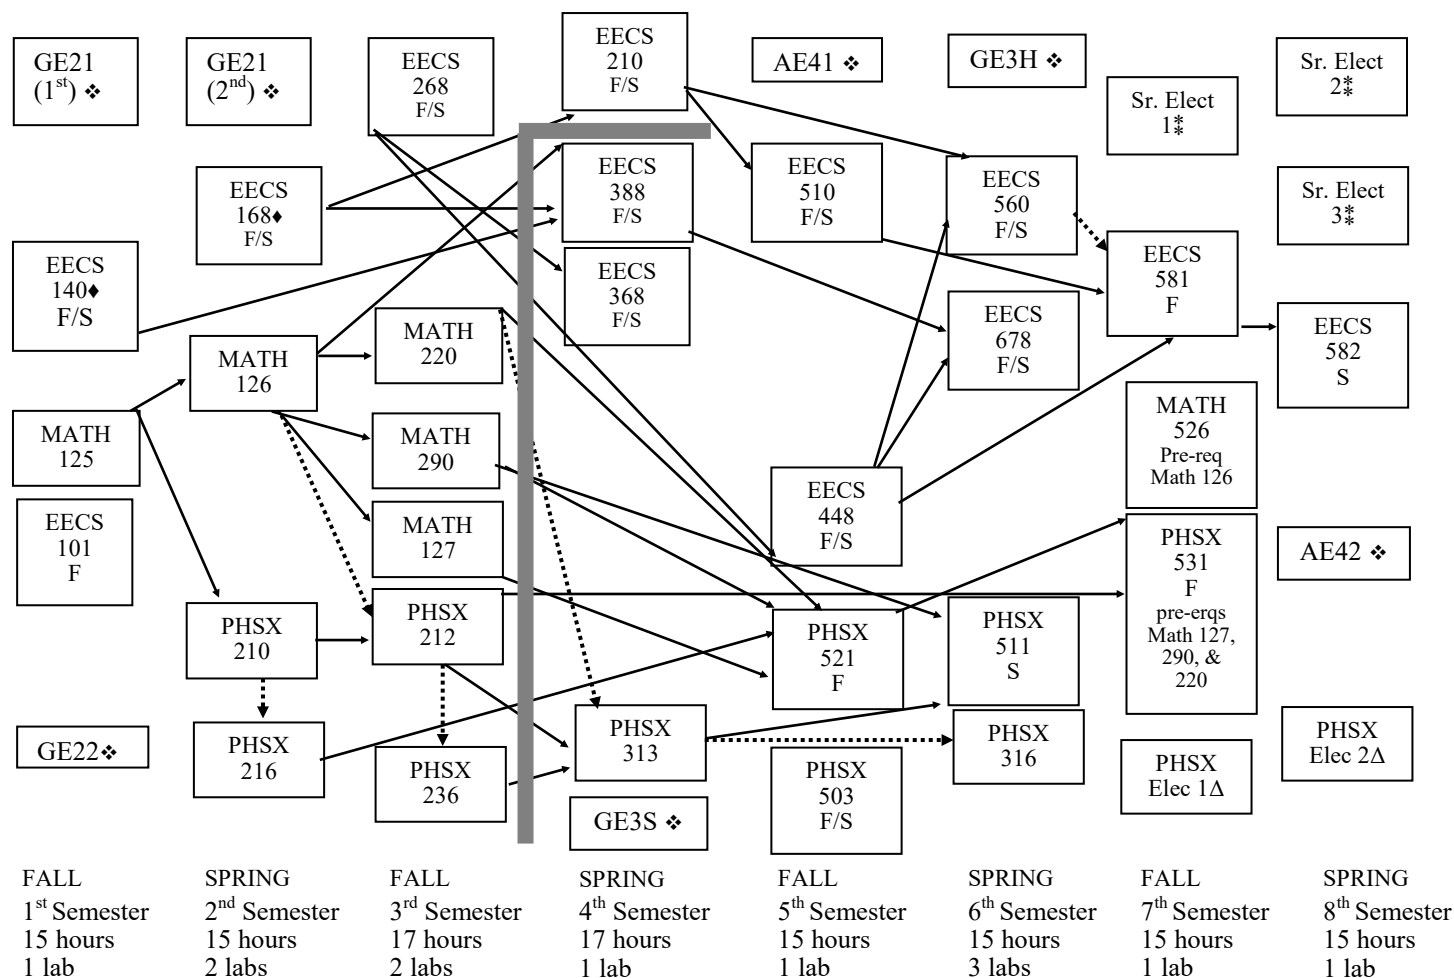 GE21
(1st) ❖
EECS
140♦
F/S
MATH
125
EECS
101
F
GE22❖
FALL
1st Semester
15 hours
1 lab
GE21
(2nd) ❖
EECS
168♦
F/S
MATH
126
PHSX
210
PHSX
216
SPRING
2nd Semester
15 hours
2 labs
EECS
268
F/S
MATH
220
MATH
290
MATH
127
PHSX
212
PHSX
236
FALL
3rd Semester
17 hours
2 labs
EECS
210
F/S
EECS
388
F/S
EECS
368
F/S
PHSX
313
GE3S ❖
SPRING
4th Semester
17 hours
1 lab
AE41 ❖
EECS
510
F/S
EECS
448
F/S
PHSX
521
F
PHSX
503
F/S
FALL
5th Semester
15 hours
1 lab
GE3H ❖
EECS
560
F/S
EECS
678
F/S
PHSX
511
S
PHSX
316
SPRING
6th Semester
15 hours
3 labs
Sr. Elect
1⁑
EECS
581
F
MATH
526
Pre-req
Math 126
PHSX
531
F
pre-erqs
Math 127,
290, &
220
PHSX
Elec 1Δ
FALL
7th Semester
15 hours
1 lab
Sr. Elect
2⁑
Sr. Elect
3⁑
EECS
582
S
AE42 ❖
PHSX
Elec 2Δ
SPRING
8th Semester
15 hours
1 lab